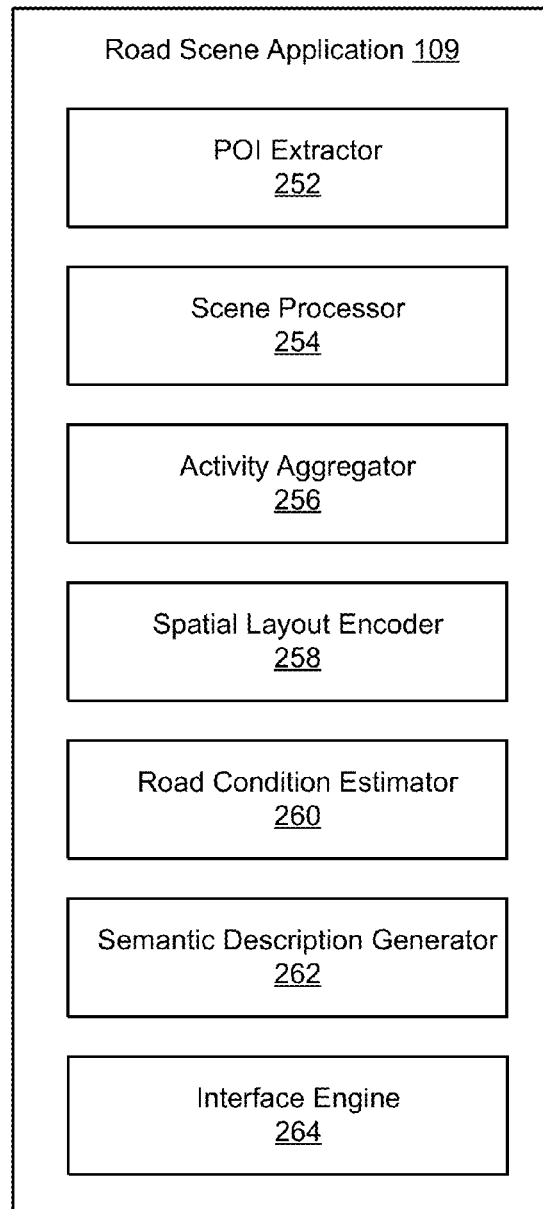 Road Scene Application 109
POI Extractor
252
Scene Processor
254
Activity Aggregator
256
Spatial Layout Encoder
258
Road Condition Estimator
260
Semantic Description Generator
262
Interface Engine
264